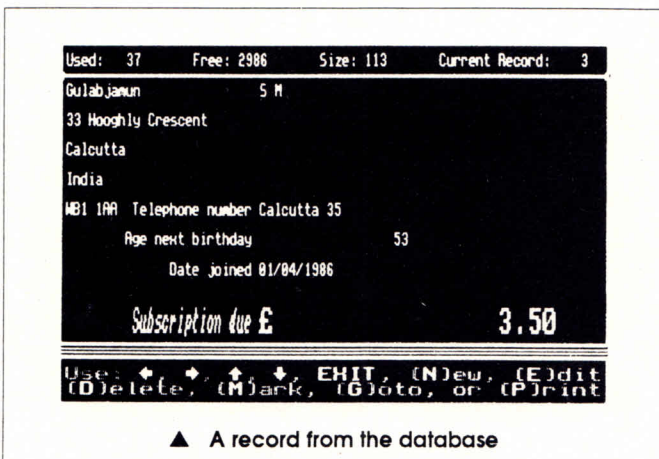 Used: 37 Free: 2986 Size: 113 Current Record: 3
Gulabjamun S M
33 Hooghly Crescent
Calcutta
India
WB1 1AA Telephone number Calcutta 35
Age next birthday 53
Date joined 01/04/1986
Subscription due £ 3.50
Use: ←, →, ↑, ↓, EXIT, (N)ew, (E)dit
(D)elete, (M)ark, (G)oto, or (P)rint
▲ A record from the database